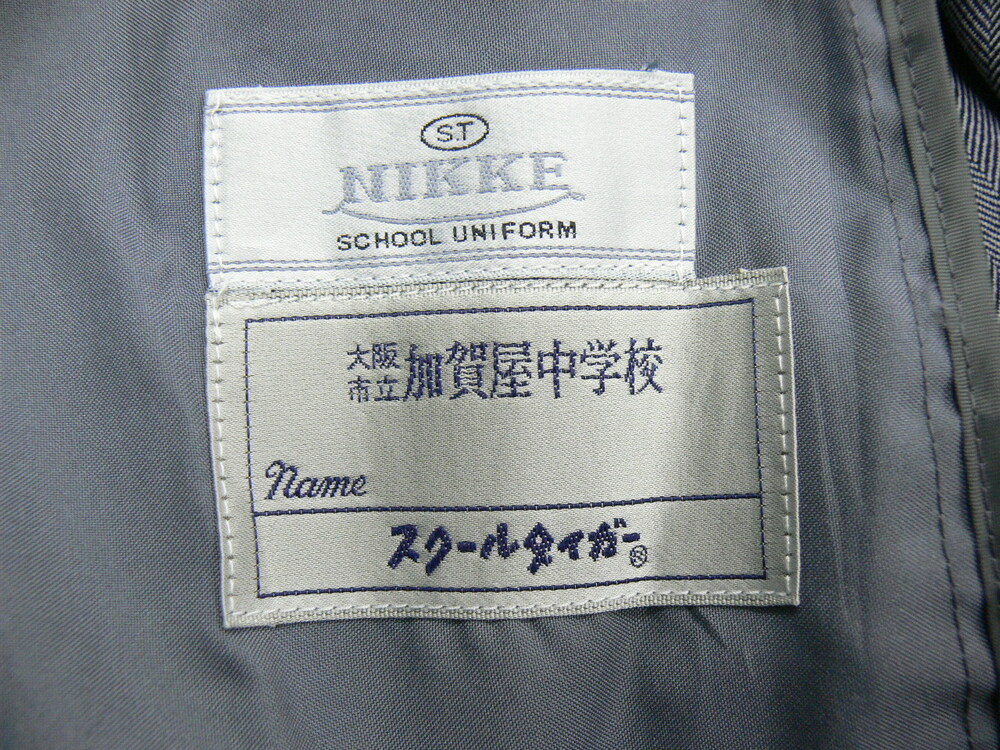 S.T
NIKKE
SCHOOL UNIFORM
大阪市立加賀屋中学校
Name
スクールタイガー®